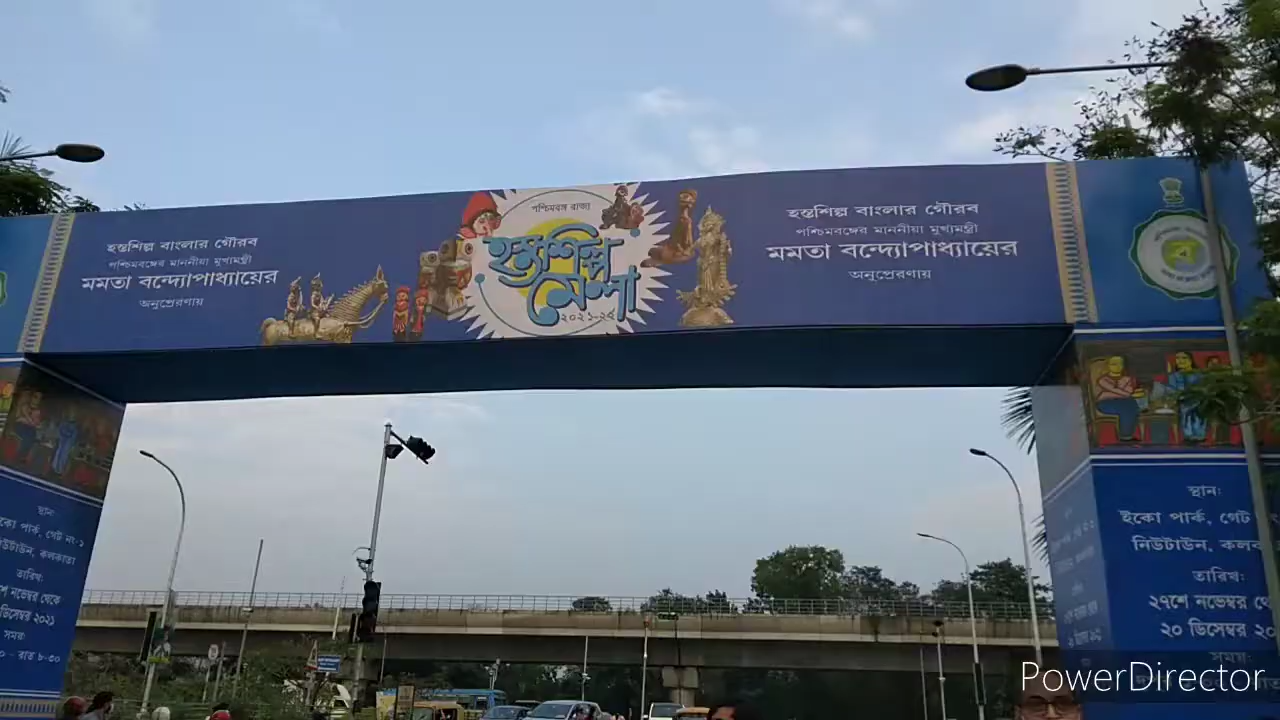 হস্তশিল্প বাংলার গৌরব
পশ্চিমবঙ্গের মাননীয়া মুখ্যমন্ত্রী
মমতা বন্দ্যোপাধ্যায়ের
অনুপ্রেরণায়
পশ্চিমবঙ্গ রাজ্য
হস্তশিল্প
মেলা
২০২১-২২
হস্তশিল্প বাংলার গৌরব
পশ্চিমবঙ্গের মাননীয়া মুখ্যমন্ত্রী
মমতা বন্দ্যোপাধ্যায়ের
অনুপ্রেরণায়
স্থান:
ইকো পার্ক, গেট নং-১
নিউটাউন, কলকাতা
তারিখ:
নভেম্বর থেকে
ডিসেম্বর ২০২১
সময়:
রাত ৮-৩০
স্থান:
ইকো পার্ক, গেট
নিউটাউন,
তারিখ:
২৭শে নভেম্বর
২০ ডিসেম্বর
সময়:
PowerDirector